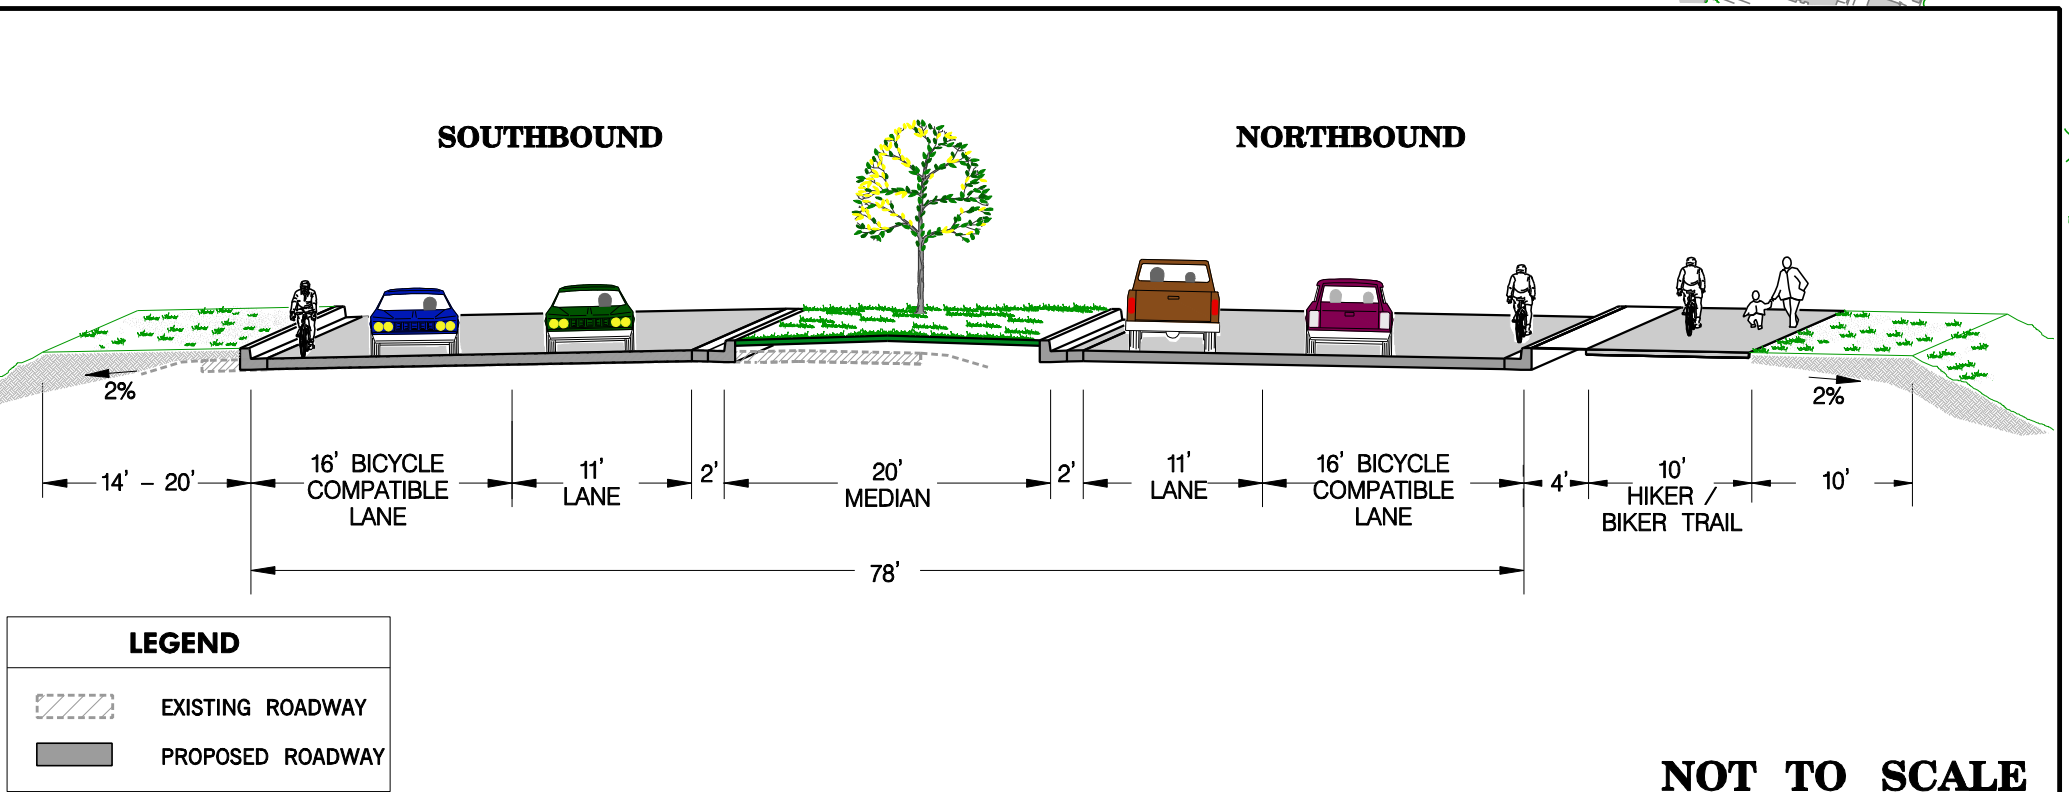 SOUTHBOUND
NORTHBOUND
2%
2%
14' - 20'
16' BICYCLE
COMPATIBLE
LANE
11'
LANE
2'
20'
MEDIAN
2'
11'
LANE
16' BICYCLE
COMPATIBLE
LANE
4'
10'
HIKER /
BIKER TRAIL
10'
78'
LEGEND
EXISTING ROADWAY
PROPOSED ROADWAY
NOT TO SCALE